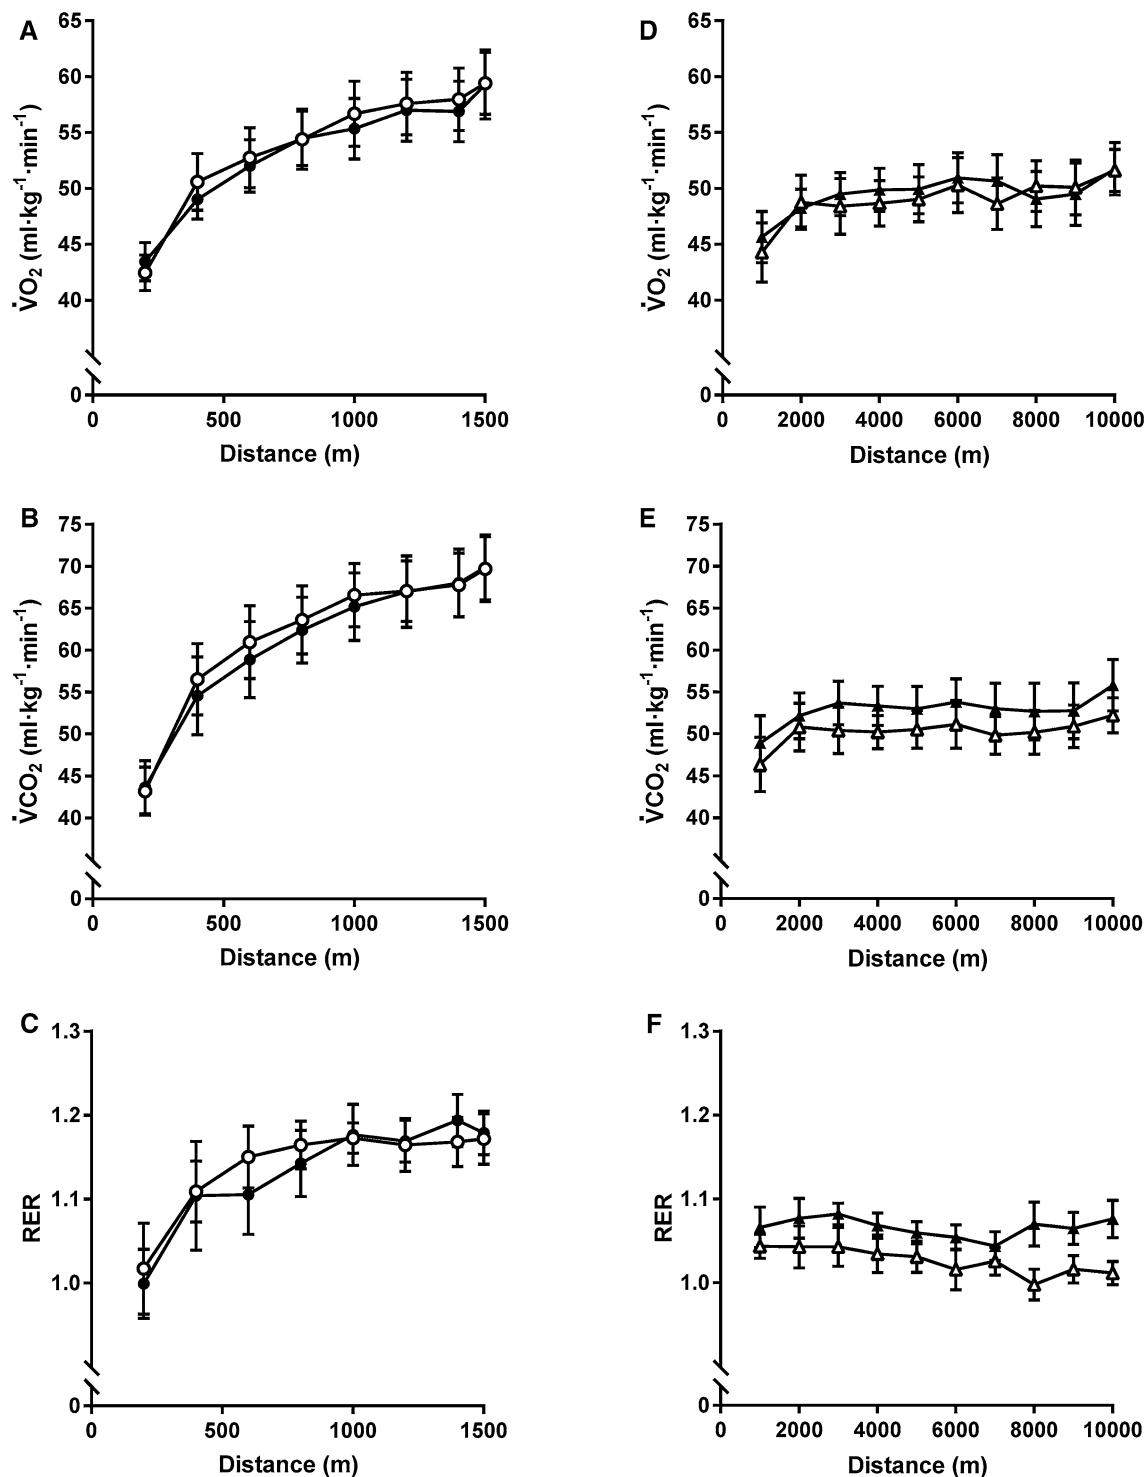 A
65
60
55
50
45
40
0
V̇O₂ (ml·kg⁻¹·min⁻¹)
0 500 1000 1500
Distance (m)
D
65
60
55
50
45
40
0
V̇O₂ (ml·kg⁻¹·min⁻¹)
0 2000 4000 6000 8000 10000
Distance (m)
B
75
70
65
60
55
50
45
40
0
V̇CO₂ (ml·kg⁻¹·min⁻¹)
0 500 1000 1500
Distance (m)
E
75
70
65
60
55
50
45
40
0
V̇CO₂ (ml·kg⁻¹·min⁻¹)
0 2000 4000 6000 8000 10000
Distance (m)
C
1.3
1.2
1.1
1.0
0
RER
0 500 1000 1500
Distance (m)
F
1.3
1.2
1.1
1.0
0
RER
0 2000 4000 6000 8000 10000
Distance (m)